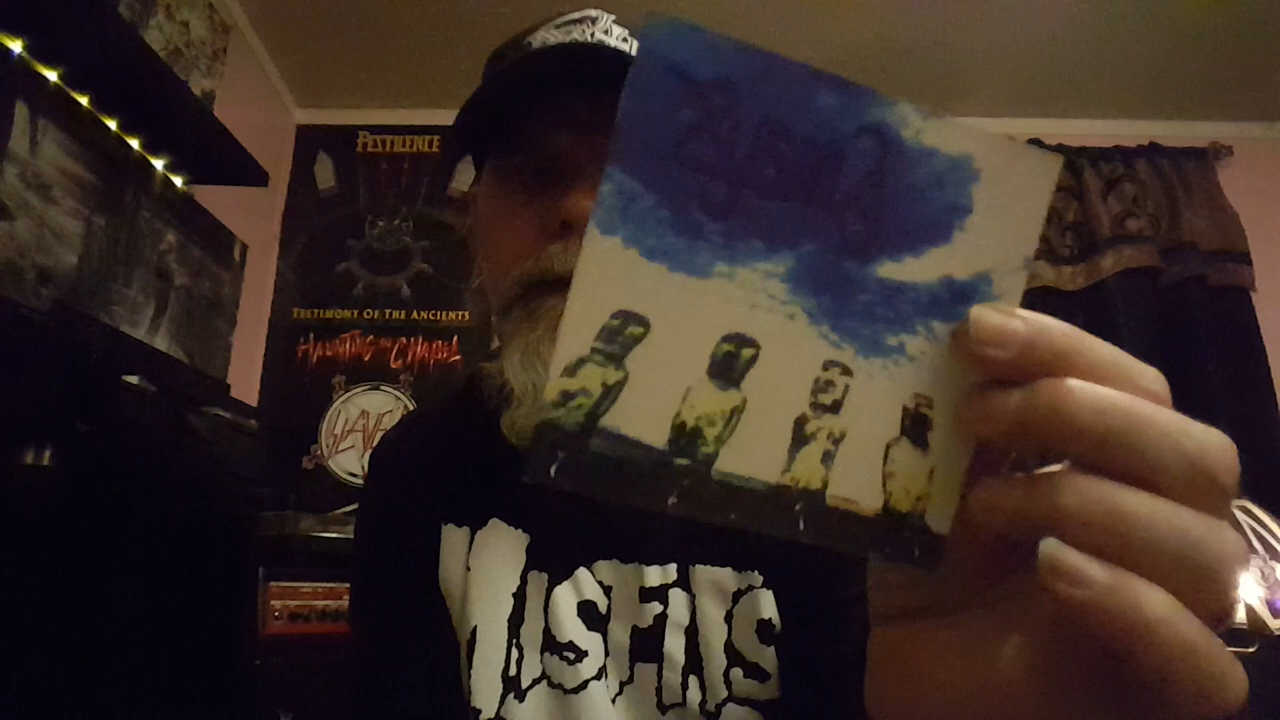 PESTILENCE
TESTIMONY OF THE ANCIENTS
HAUNTING THE CHAPEL
SLAYER
MISFITS